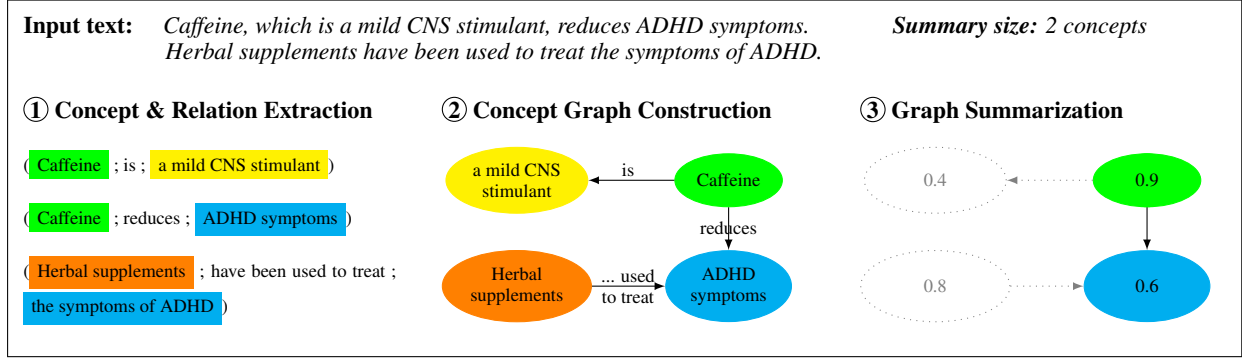 Input text: Caffeine, which is a mild CNS stimulant, reduces ADHD symptoms. Summary size: 2 concepts
Herbal supplements have been used to treat the symptoms of ADHD.
1 Concept & Relation Extraction
( Caffeine ; is ; a mild CNS stimulant )
( Caffeine ; reduces ; ADHD symptoms )
( Herbal supplements ; have been used to treat ;
the symptoms of ADHD )
2 Concept Graph Construction
a mild CNS
stimulant
is
Caffeine
reduces
Herbal
supplements
... used
to treat
ADHD
symptoms
3 Graph Summarization
0.4
0.9
0.8
0.6